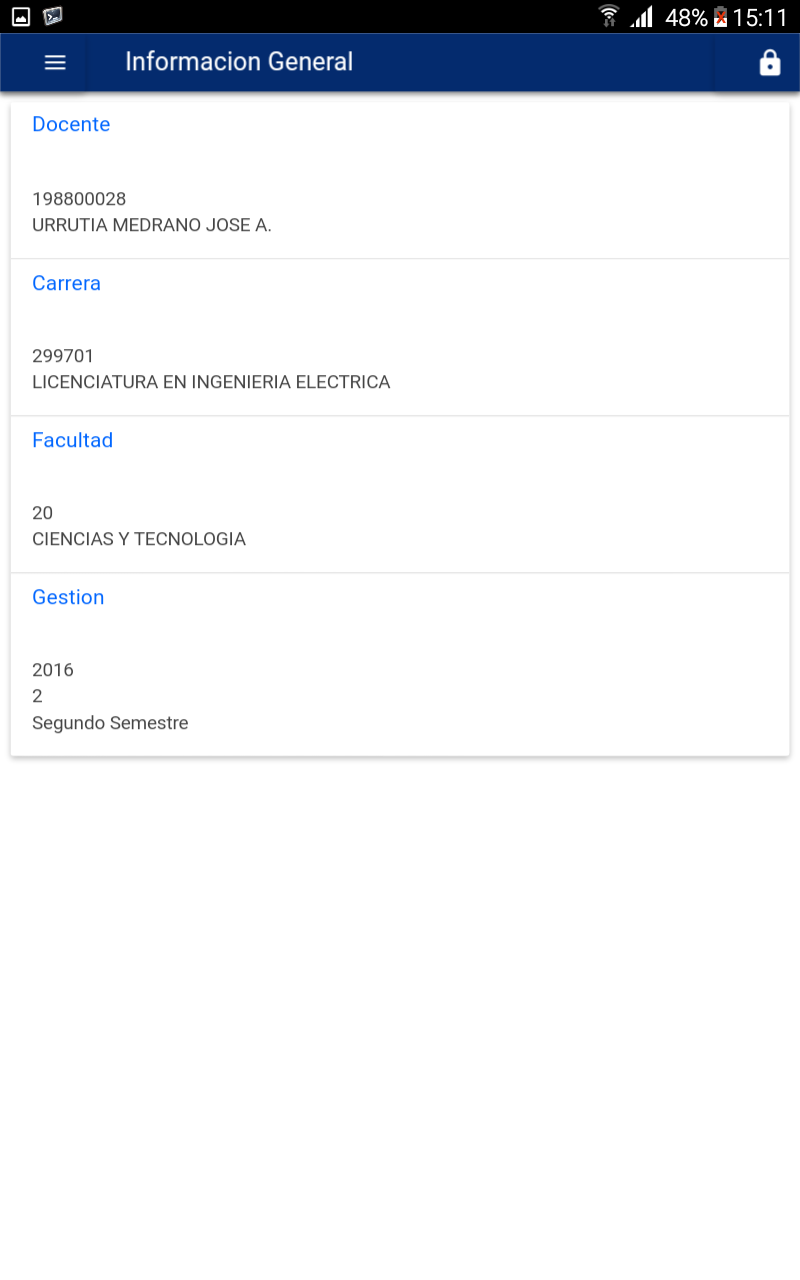 48% 15:11
Informacion General
Docente
198800028
URRUTIA MEDRANO JOSE A.
Carrera
299701
LICENCIATURA EN INGENIERIA ELECTRICA
Facultad
20
CIENCIAS Y TECNOLOGIA
Gestion
2016
2
Segundo Semestre